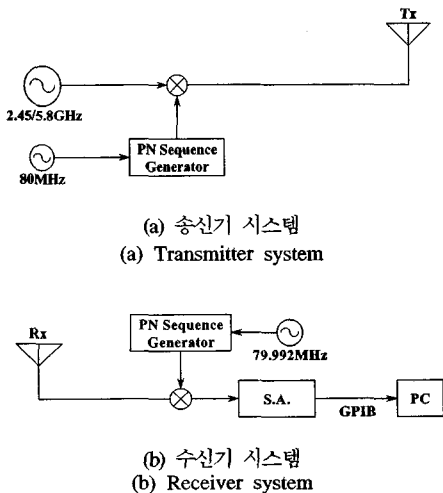 Tx
2.45/5.8GHz
PN Sequence
Generator
80MHz
(a) 송신기 시스템
(a) Transmitter system
Rx
PN Sequence
Generator
79.992MHz
S.A.
GPIB
PC
(b) 수신기 시스템
(b) Receiver system